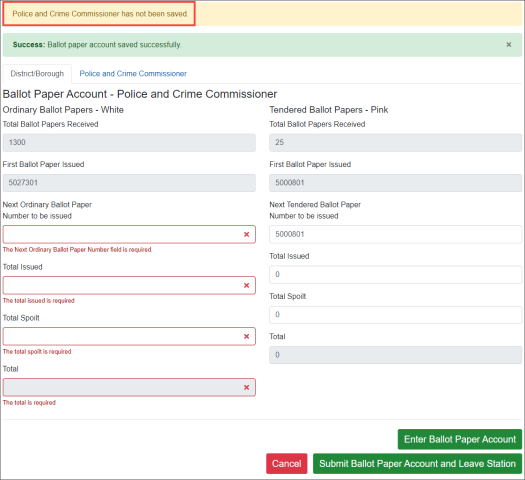 Police and Crime Commissioner has not been saved.
Success: Ballot paper account saved successfully. ×
District/Borough
Police and Crime Commissioner
Ballot Paper Account - Police and Crime Commissioner
Ordinary Ballot Papers - White
Total Ballot Papers Received
1300
First Ballot Paper Issued
5027301
Next Ordinary Ballot Paper
Number to be issued
The Next Ordinary Ballot Paper Number field is required.
Total Issued
The total issued is required
Total Spoilt
The total spoilt is required
Total
The total is required
Tendered Ballot Papers - Pink
Total Ballot Papers Received
25
First Ballot Paper Issued
5000801
Next Tendered Ballot Paper
Number to be issued
5000801
Total Issued
0
Total Spoilt
0
Total
0
Enter Ballot Paper Account
Cancel
Submit Ballot Paper Account and Leave Station